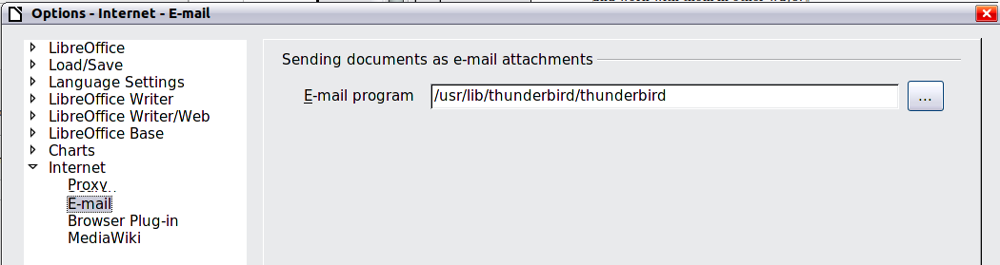 Options - Internet - E-mail
LibreOffice
Load/Save
Language Settings
LibreOffice Writer
LibreOffice Writer/Web
LibreOffice Base
Charts
Internet
Proxy
E-mail
Browser Plug-in
MediaWiki
Sending documents as e-mail attachments
E-mail program /usr/lib/thunderbird/thunderbird ...